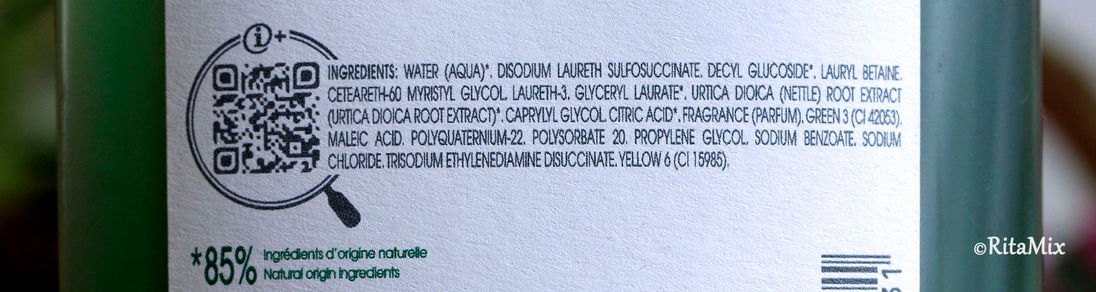 i+
INGREDIENTS: WATER (AQUA)*. DISODIUM LAURETH SULFOSUCCINATE. DECYL GLUCOSIDE*. LAURYL BETAINE.
CETEARETH-60 MYRISTYL GLYCOL. LAURETH-3. GLYCERYL LAURATE*. URTICA DIOICA (NETTLE) ROOT EXTRACT
(URTICA DIOICA ROOT EXTRACT)*. CAPRYLYL GLYCOL. CITRIC ACID*. FRAGRANCE (PARFUM). GREEN 3 (CI 42053).
MALEIC ACID. POLYQUATERNIUM-22. POLYSORBATE 20. PROPYLENE GLYCOL. SODIUM BENZOATE. SODIUM
CHLORIDE. TRISODIUM ETHYLENEDIAMINE DISUCCINATE. YELLOW 6 (CI 15985).
*85% Ingrédients d'origine naturelle
Natural origin ingredients
©RitaMix